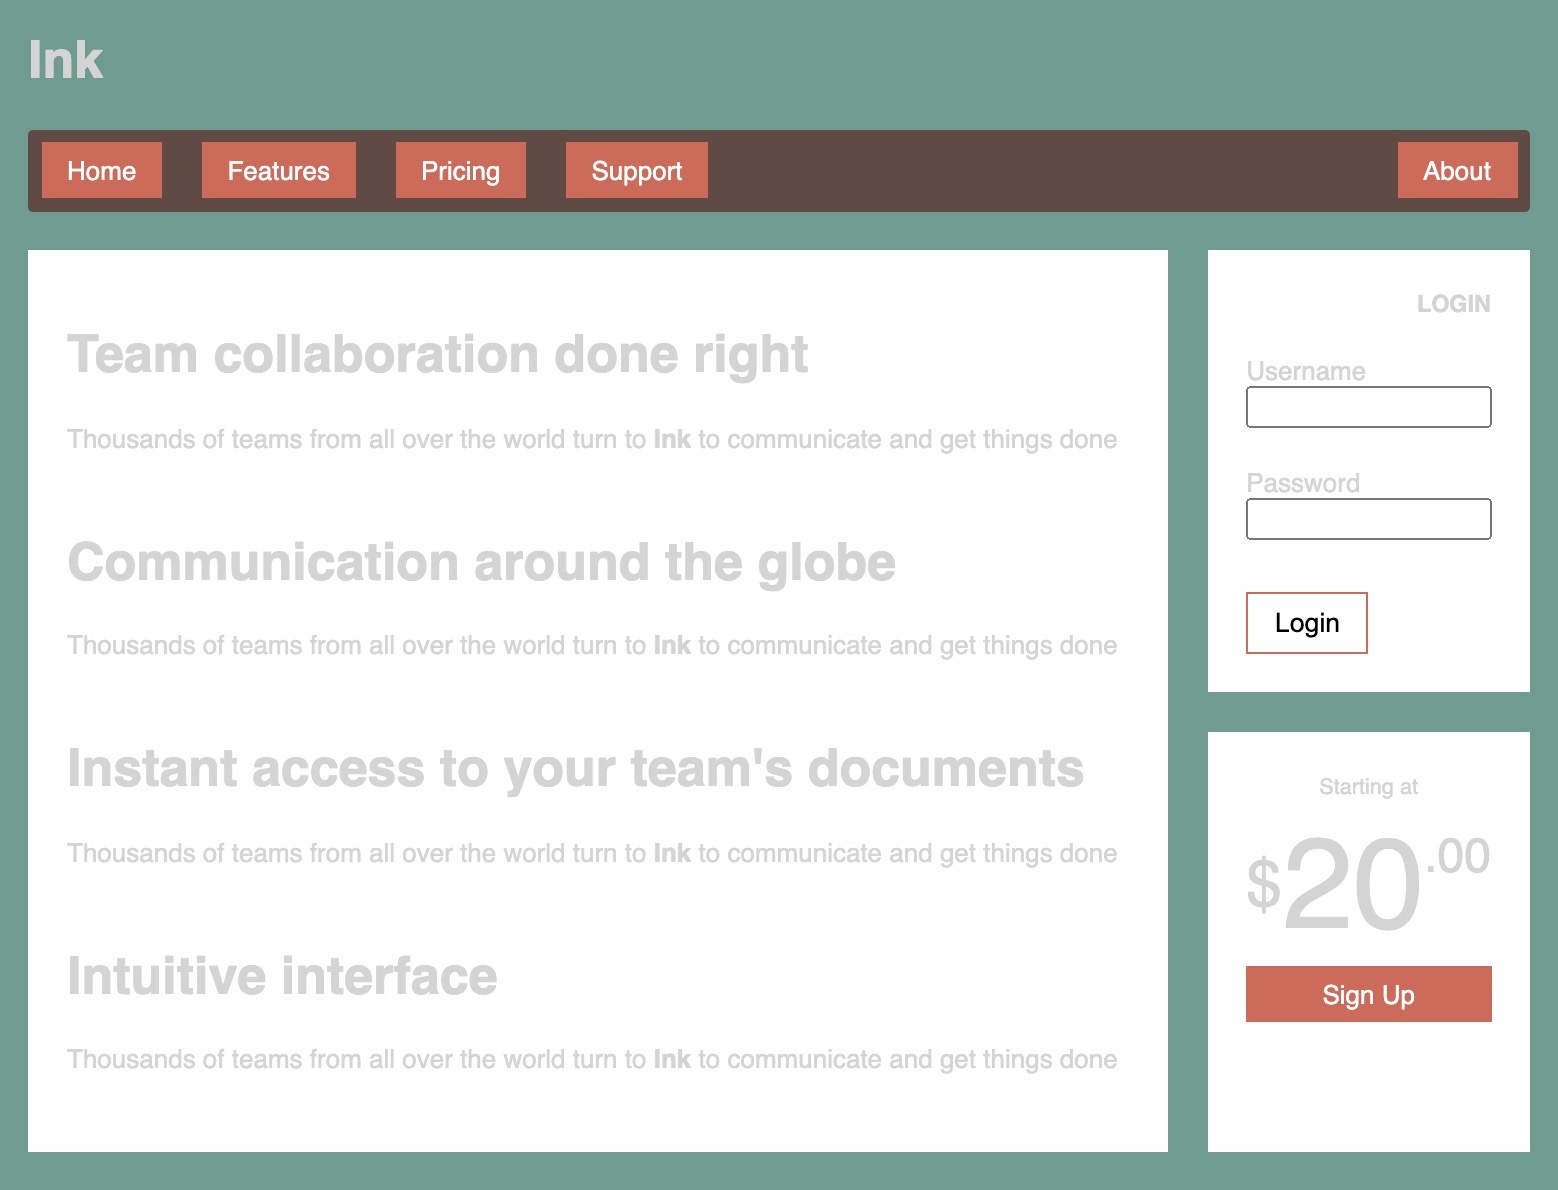 Ink
Home Features Pricing Support About
Team collaboration done right
Thousands of teams from all over the world turn to Ink to communicate and get things done
Communication around the globe
Thousands of teams from all over the world turn to Ink to communicate and get things done
Instant access to your team's documents
Thousands of teams from all over the world turn to Ink to communicate and get things done
Intuitive interface
Thousands of teams from all over the world turn to Ink to communicate and get things done
LOGIN
Username
Password
Login
Starting at
$20.00
Sign Up